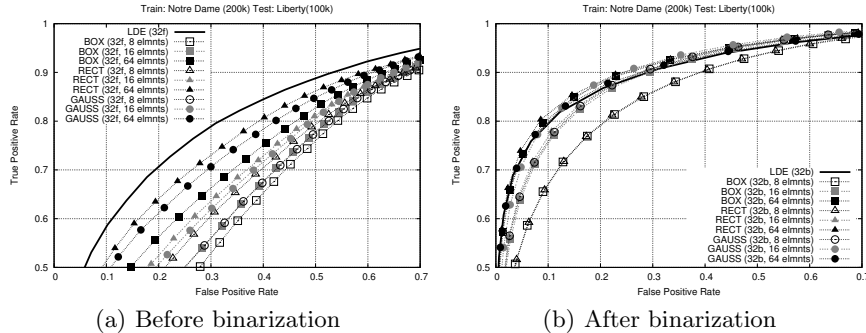 Train: Notre Dame (200k) Test: Liberty(100k)
True Positive Rate
1
0.9
0.8
0.7
0.6
0.5
LDE (32f)
BOX (32f, 8 elmnts)
BOX (32f, 16 elmnts)
BOX (32f, 64 elmnts)
RECT (32f, 8 elmnts)
RECT (32f, 16 elmnts)
RECT (32f, 64 elmnts)
GAUSS (32f, 8 elmnts)
GAUSS (32f, 16 elmnts)
GAUSS (32f, 64 elmnts)
0 0.1 0.2 0.3 0.4 0.5 0.6 0.7
False Positive Rate
(a) Before binarization
Train: Notre Dame (200k) Test: Liberty(100k)
True Positive Rate
1
0.9
0.8
0.7
0.6
0.5
LDE (32b)
BOX (32b, 8 elmnts)
BOX (32b, 16 elmnts)
BOX (32b, 64 elmnts)
RECT (32b, 8 elmnts)
RECT (32b, 16 elmnts)
RECT (32b, 64 elmnts)
GAUSS (32b, 8 elmnts)
GAUSS (32b, 16 elmnts)
GAUSS (32b, 64 elmnts)
0 0.1 0.2 0.3 0.4 0.5 0.6 0.7
False Positive Rate
(b) After binarization